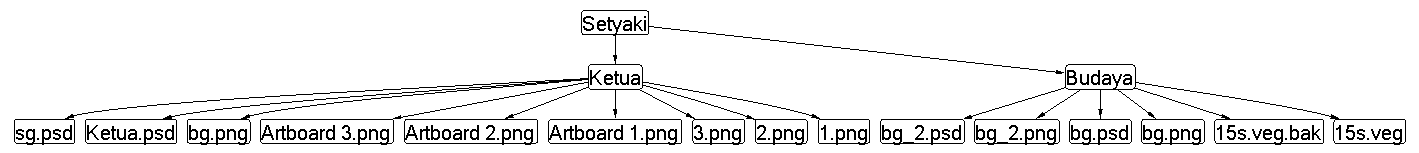 Setyaki
Ketua
Budaya
sg.psd
Ketua.psd
bg.png
Artboard 3.png
Artboard 2.png
Artboard 1.png
3.png
2.png
1.png
bg_2.psd
bg_2.png
bg.psd
bg.png
15s.veg.bak
15s.veg